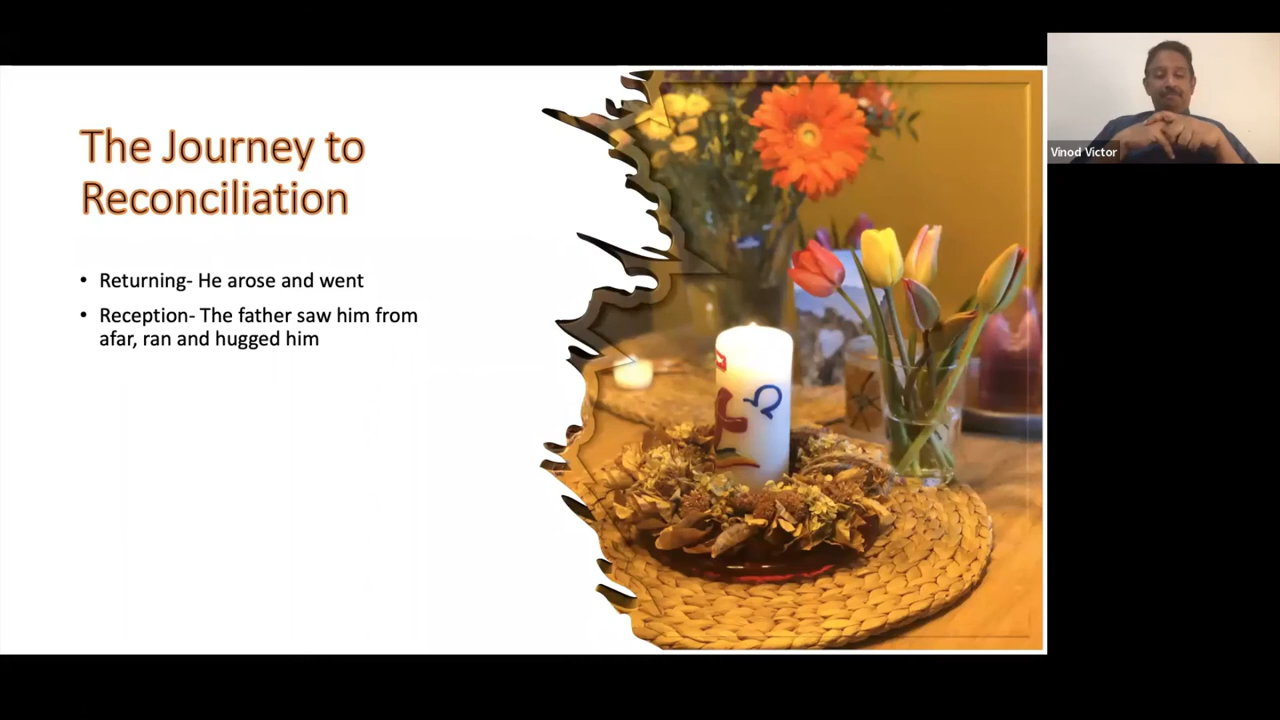 The Journey to
Reconciliation
• Returning- He arose and went
• Reception- The father saw him from
afar, ran and hugged him
Vinod Victor